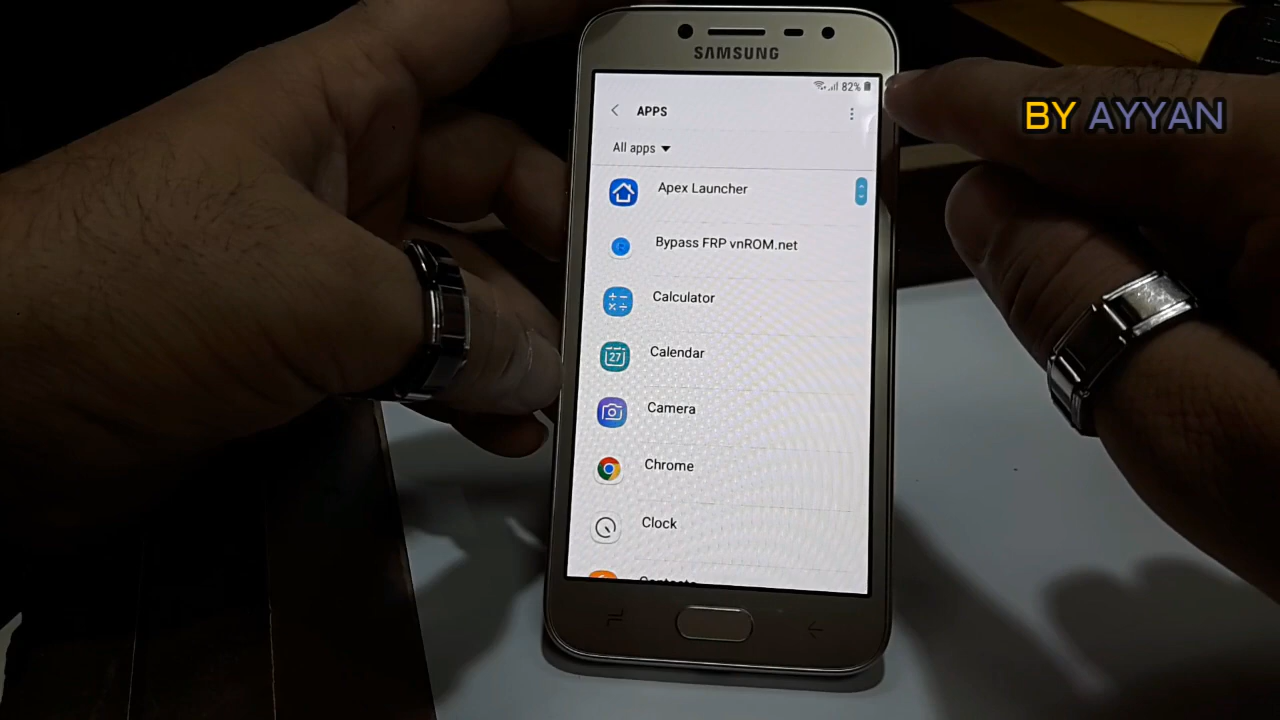 SAMSUNG
82%
APPS
BY AYYAN
All apps
Apex Launcher
Bypass FRP vnROM.net
Calculator
27
Calendar
Camera
Chrome
Clock
Contacts